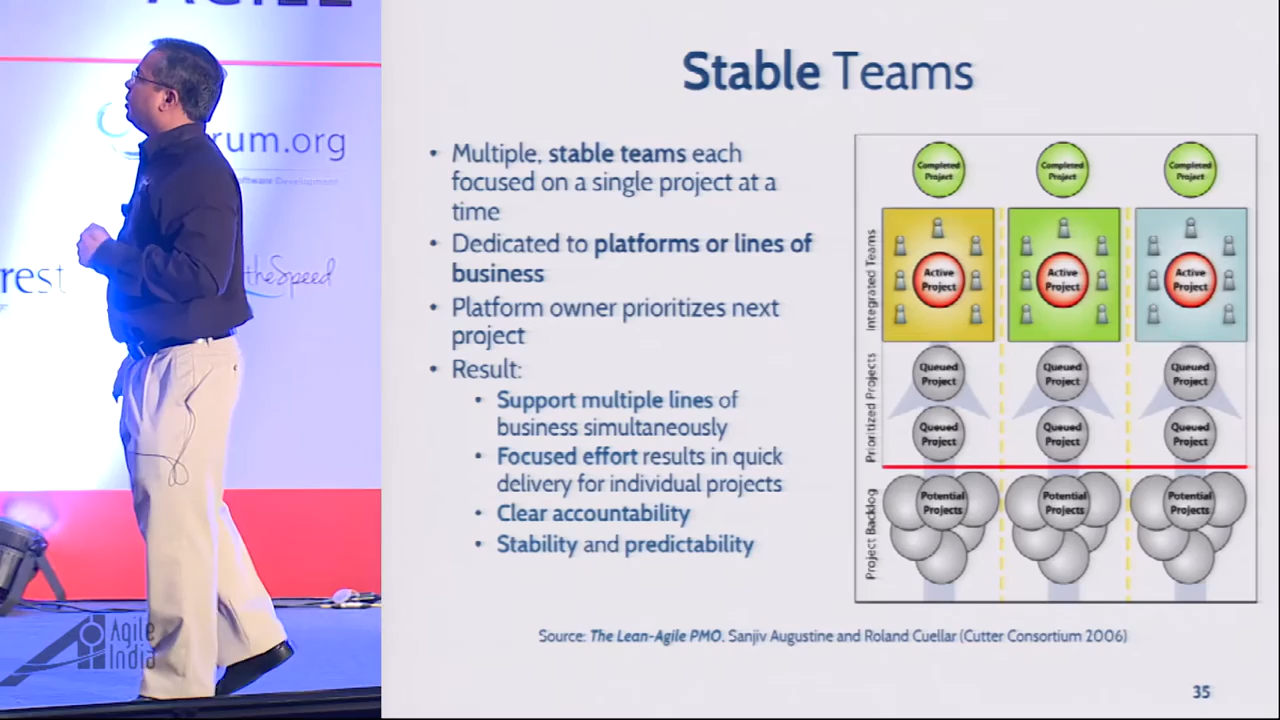 rum.org
oftware Development
rest
theSpeed
Agile
India
Stable Teams
• Multiple, stable teams each
focused on a single project at a
time
• Dedicated to platforms or lines of
business
• Platform owner prioritizes next
project
• Result:
• Support multiple lines of
business simultaneously
• Focused effort results in quick
delivery for individual projects
• Clear accountability
• Stability and predictability
Integrated Teams
Prioritized Projects
Project Backlog
Completed
Project
Completed
Project
Completed
Project
Active
Project
Active
Project
Active
Project
Queued
Project
Queued
Project
Queued
Project
Queued
Project
Queued
Project
Queued
Project
Potential
Projects
Potential
Projects
Potential
Projects
Source: The Lean-Agile PMO. Sanjiv Augustine and Roland Cuellar (Cutter Consortium 2006)
35